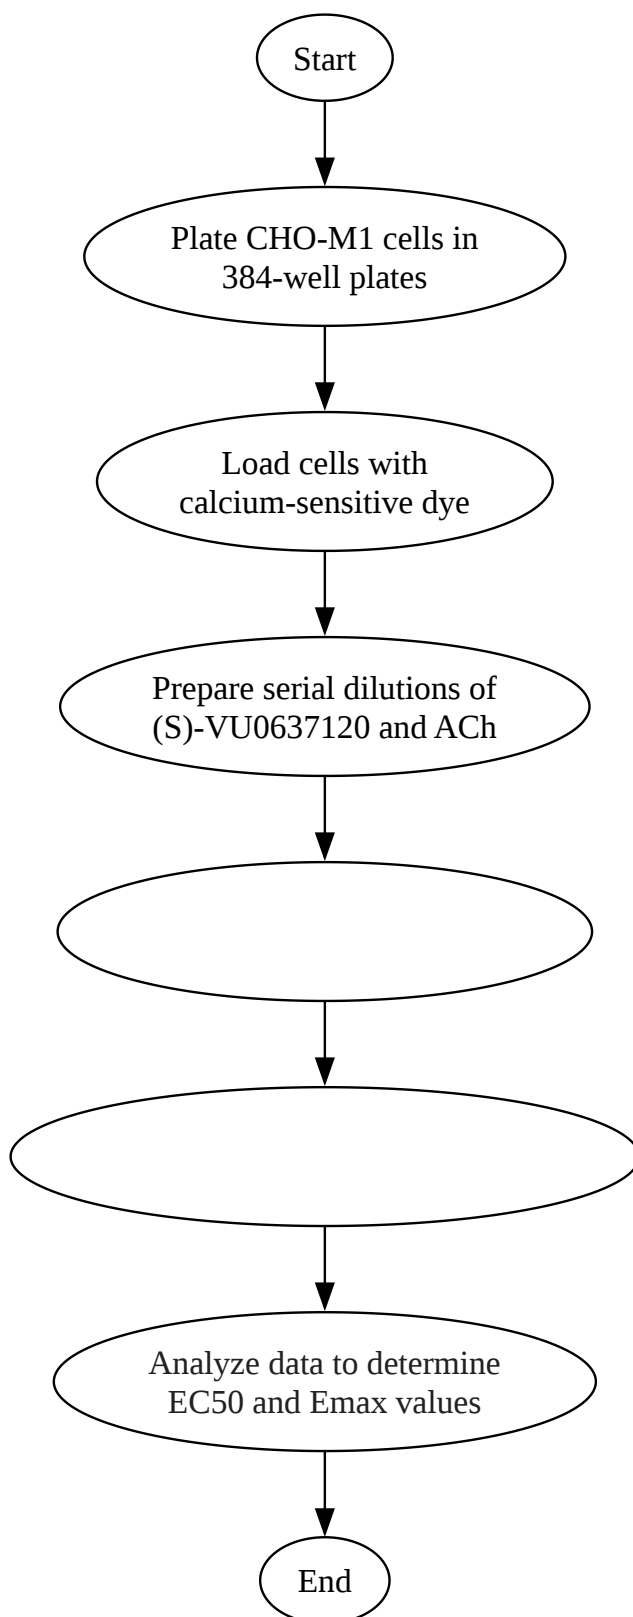 Start
Plate CHO-M1 cells in
384-well plates
Load cells with
calcium-sensitive dye
Prepare serial dilutions of
(S)-VU0637120 and ACh
Analyze data to determine
EC50 and Emax values
End